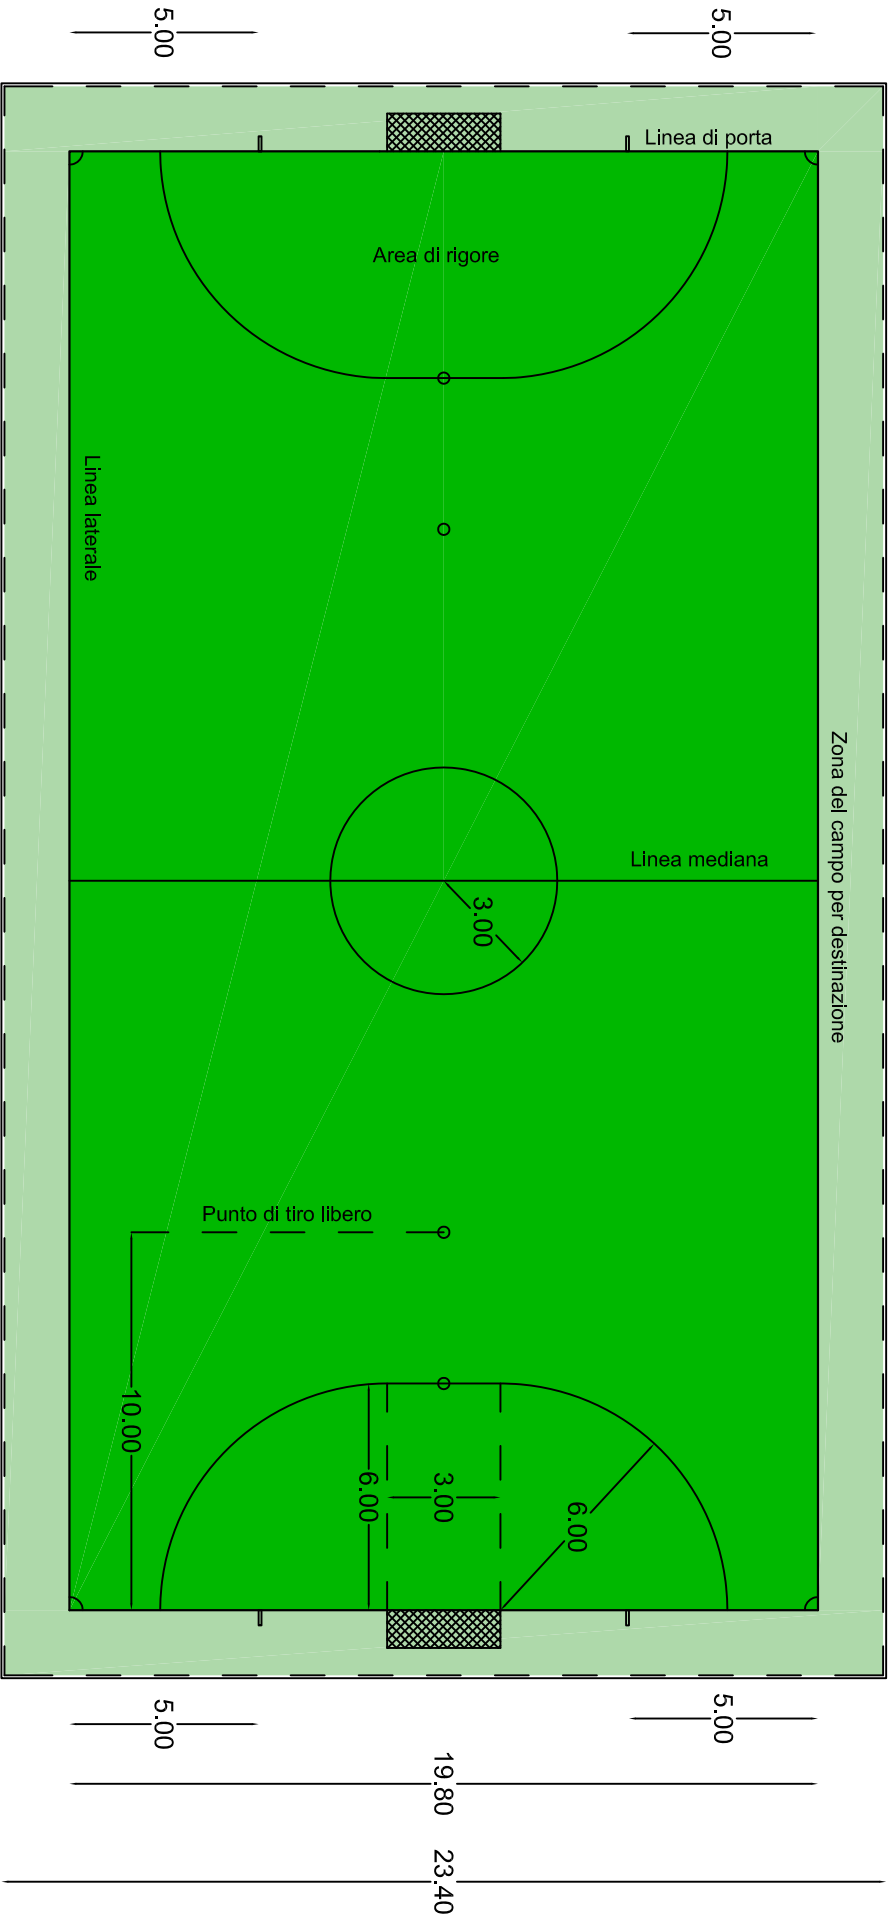 5.00
5.00
Linea di porta
Area di rigore
Linea laterale
Zona del campo per destinazione
Linea mediana
3.00
Punto di tiro libero
10.00
6.00
3.00
6.00
5.00
5.00
19.80
23.40